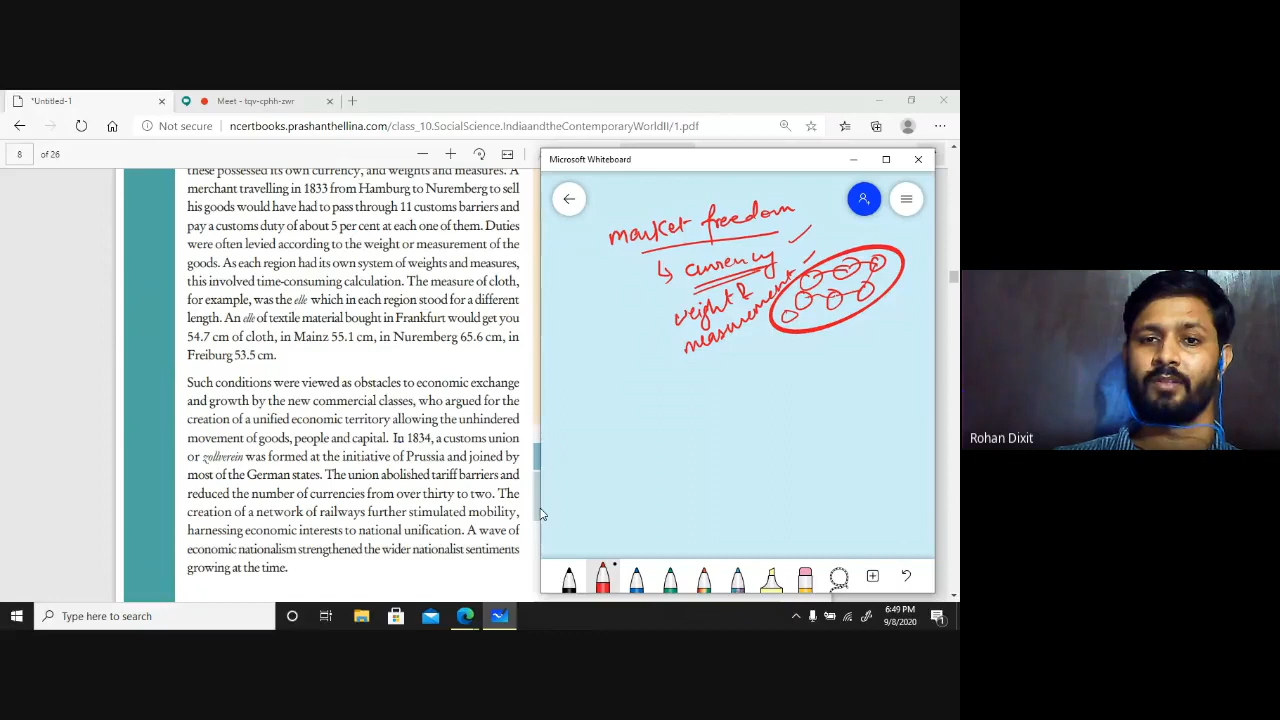 *Untitled-1
Meet - tqv-cphh-zwr
Not secure
ncertbooks.prashanthellina.com/class_10.SocialScience.IndiaandtheContemporaryWorldII/1.pdf
8 of 26
these possessed its own currency, and weights and measures. A
merchant travelling in 1833 from Hamburg to Nuremberg to sell
his goods would have had to pass through 11 customs barriers and
pay a customs duty of about 5 per cent at each one of them. Duties
were often levied according to the weight or measurement of the
goods. As each region had its own system of weights and measures,
this involved time-consuming calculation. The measure of cloth,
for example, was the elle which in each region stood for a different
length. An elle of textile material bought in Frankfurt would get you
54.7 cm of cloth, in Mainz 55.1 cm, in Nuremberg 65.6 cm, in
Freiburg 53.5 cm.
Such conditions were viewed as obstacles to economic exchange
and growth by the new commercial classes, who argued for the
creation of a unified economic territory allowing the unhindered
movement of goods, people and capital. In 1834, a customs union
or zollverein was formed at the initiative of Prussia and joined by
most of the German states. The union abolished tariff barriers and
reduced the number of currencies from over thirty to two. The
creation of a network of railways further stimulated mobility,
harnessing economic interests to national unification. A wave of
economic nationalism strengthened the wider nationalist sentiments
growing at the time.
Microsoft Whiteboard
market freedom
↳ currency
weight &
measurement
Rohan Dixit
Type here to search
6:49 PM
9/8/2020